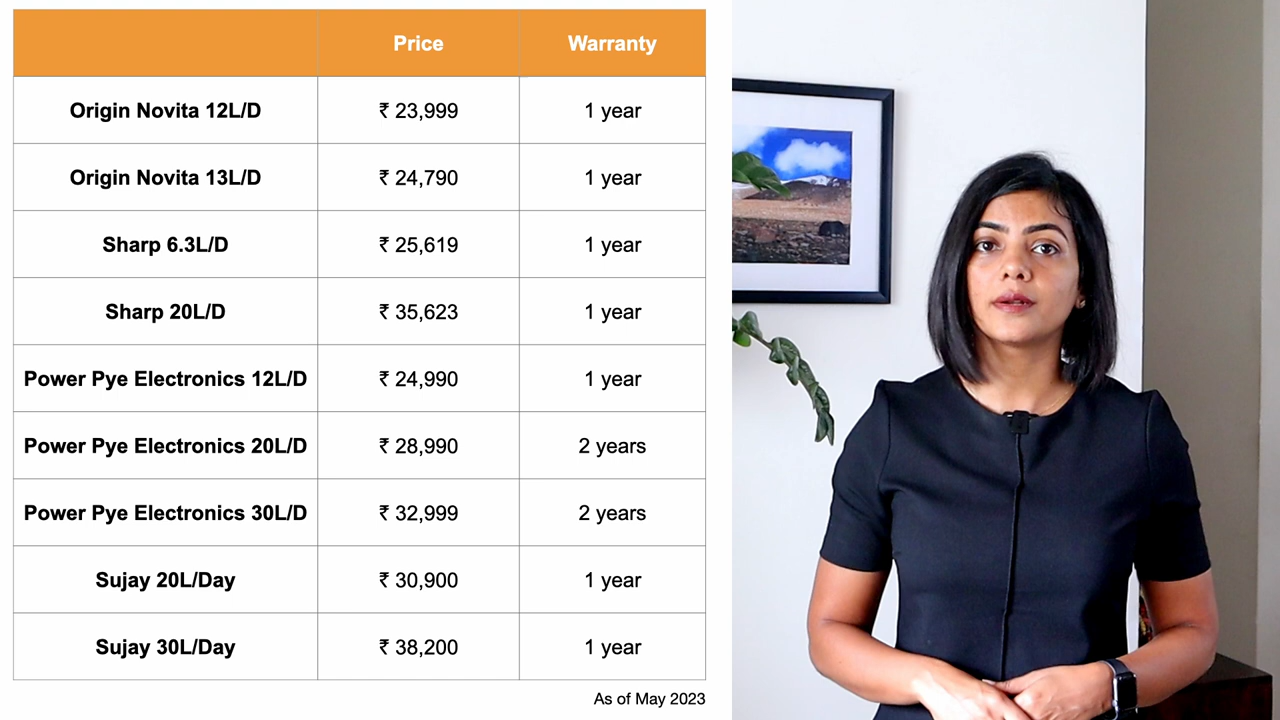 Price Warranty
Origin Novita 12L/D ₹ 23,999 1 year
Origin Novita 13L/D ₹ 24,790 1 year
Sharp 6.3L/D ₹ 25,619 1 year
Sharp 20L/D ₹ 35,623 1 year
Power Pye Electronics 12L/D ₹ 24,990 1 year
Power Pye Electronics 20L/D ₹ 28,990 2 years
Power Pye Electronics 30L/D ₹ 32,999 2 years
Sujay 20L/Day ₹ 30,900 1 year
Sujay 30L/Day ₹ 38,200 1 year
As of May 2023